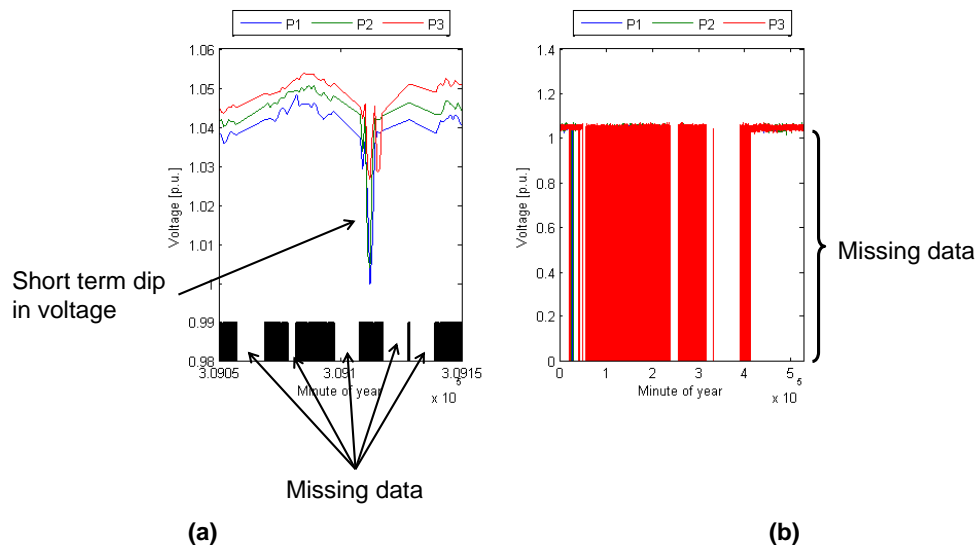 P1 P2 P3
1.06
1.05
1.04
1.03
1.02
1.01
1
0.99
0.98
Voltage [p.u.]
3.0905 3.091 3.0915
Minute of year
x 10
5
Short term dip
in voltage
Missing data
(a)
P1 P2 P3
1.4
1.2
1
0.8
0.6
0.4
0.2
0
Voltage [p.u.]
0 1 2 3 4 5
Minute of year
x 10
5
Missing data
(b)